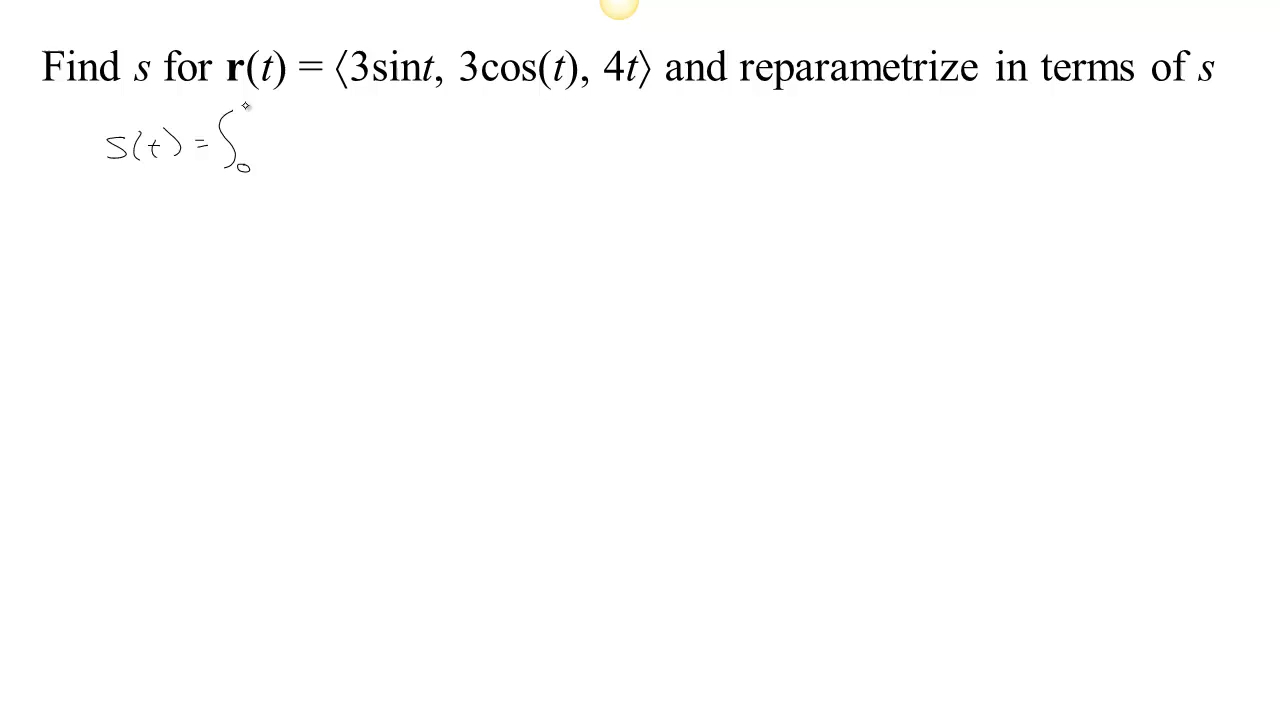 Find s for r(t) = ⟨3sint, 3cos(t), 4t⟩ and reparametrize in terms of s
s(t) = ∫₀